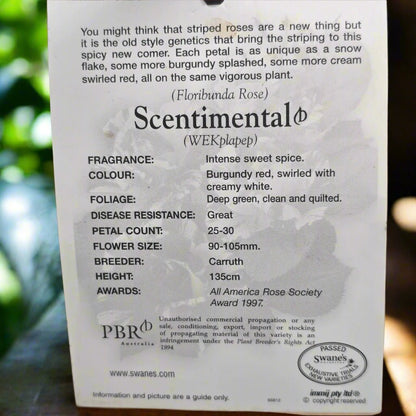 You might think that striped roses are a new thing but
it is the old style genetics that bring the striping to this
spicy new comer. Each petal is as unique as a snow
flake, some more burgundy splashed, some more cream
swirled red, all on the same vigorous plant.
(Floribunda Rose)
Scentimental
(WEKplapep)
FRAGRANCE: Intense sweet spice.
COLOUR: Burgundy red, swirled with
creamy white.
FOLIAGE: Deep green, clean and quilted.
DISEASE RESISTANCE: Great
PETAL COUNT: 25-30
FLOWER SIZE: 90-105mm.
BREEDER: Carruth
HEIGHT: 135cm
AWARDS: All America Rose Society
Award 1997.
PBR
Australia
Unauthorised commercial propagation or any
sale, conditioning, export, import or stocking
of propagating material of this variety is an
infringement under the Plant Breeder's Rights Act
1994
PASSED
Swane's
EXHAUSTIVE TRIALS
NEW VARIETIES
www.swanes.com
immij pty ltd®
© copyright reserved
Information and picture are a guide only.